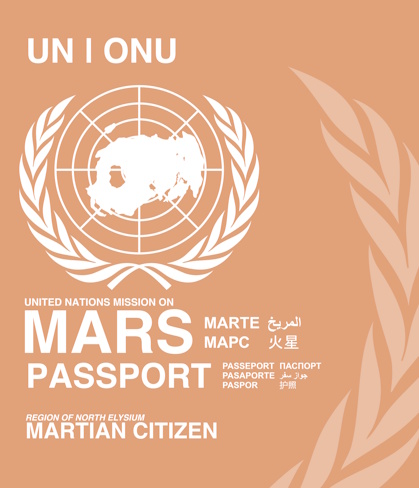 UN | ONU
UNITED NATIONS MISSION ON
MARS
MARTE المريخ
МАРС 火星
PASSPORT
PASSEPORT ПАСПОРТ
PASAPORTE جواز سفر
PASPOR 护照
REGION OF NORTH ELYSIUM
MARTIAN CITIZEN